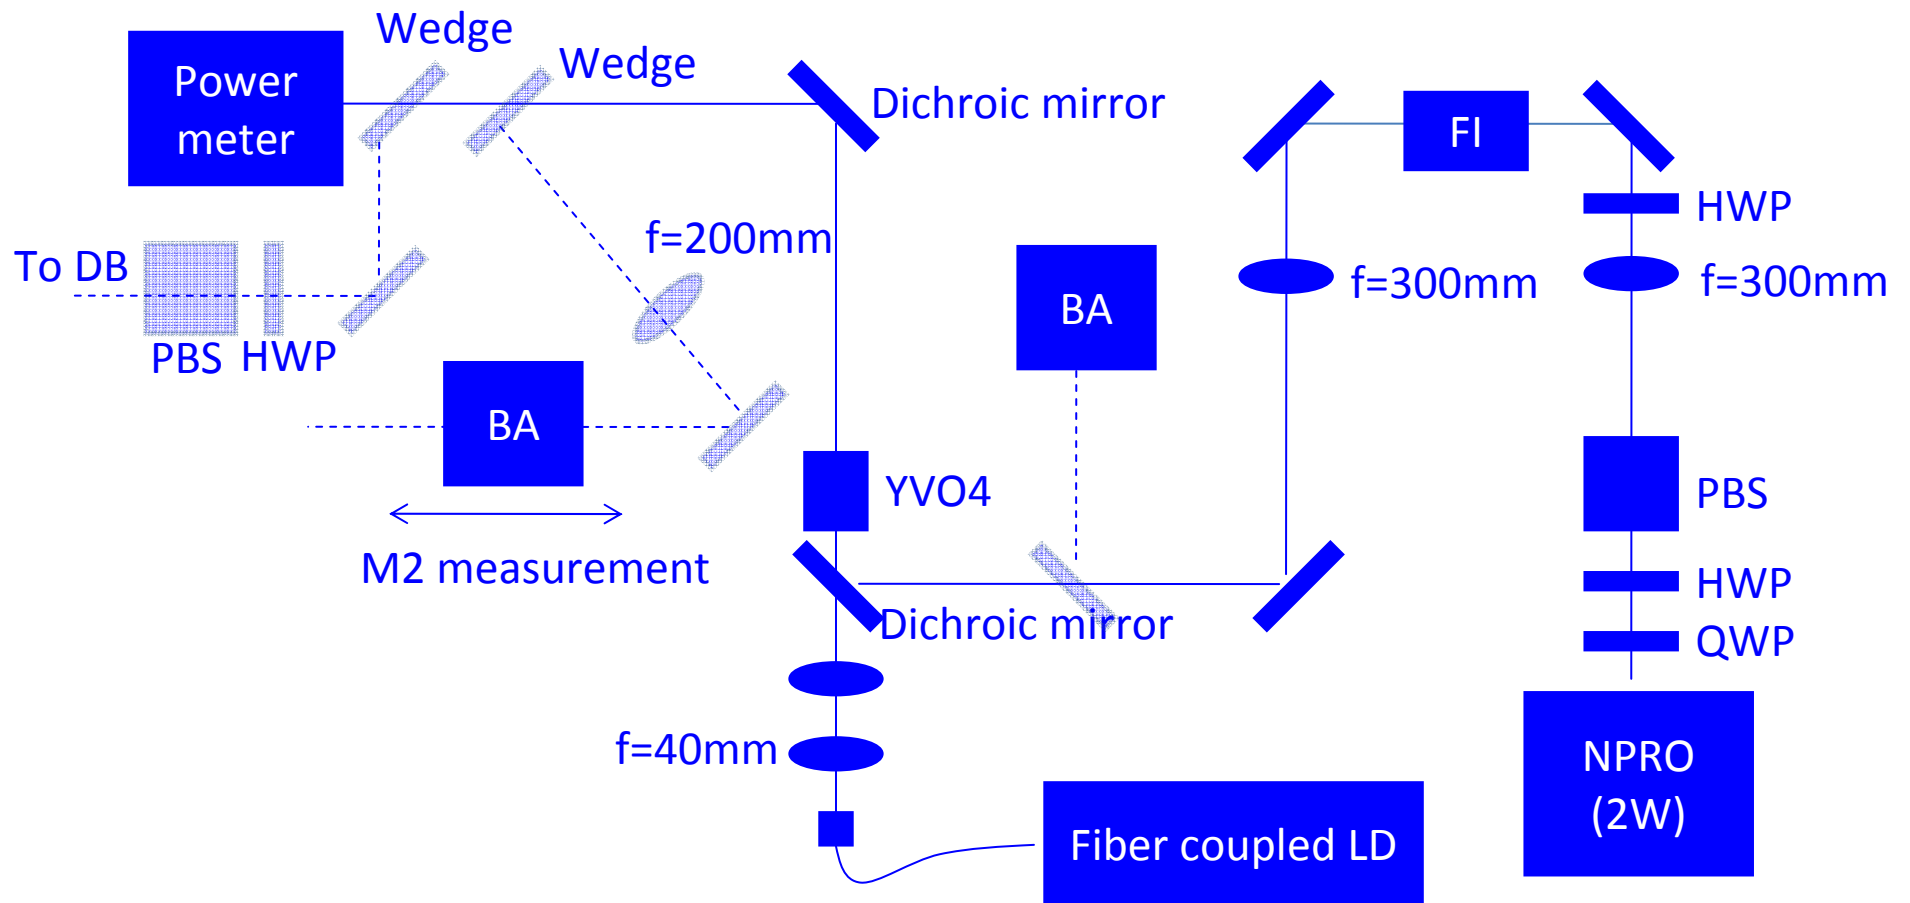 Wedge
Wedge
Power
meter
Dichroic mirror
FI
HWP
f=200mm
To DB
f=300mm
f=300mm
BA
PBS HWP
BA
YVO4
PBS
M2 measurement
HWP
Dichroic mirror
QWP
f=40mm
NPRO
(2W)
Fiber coupled LD